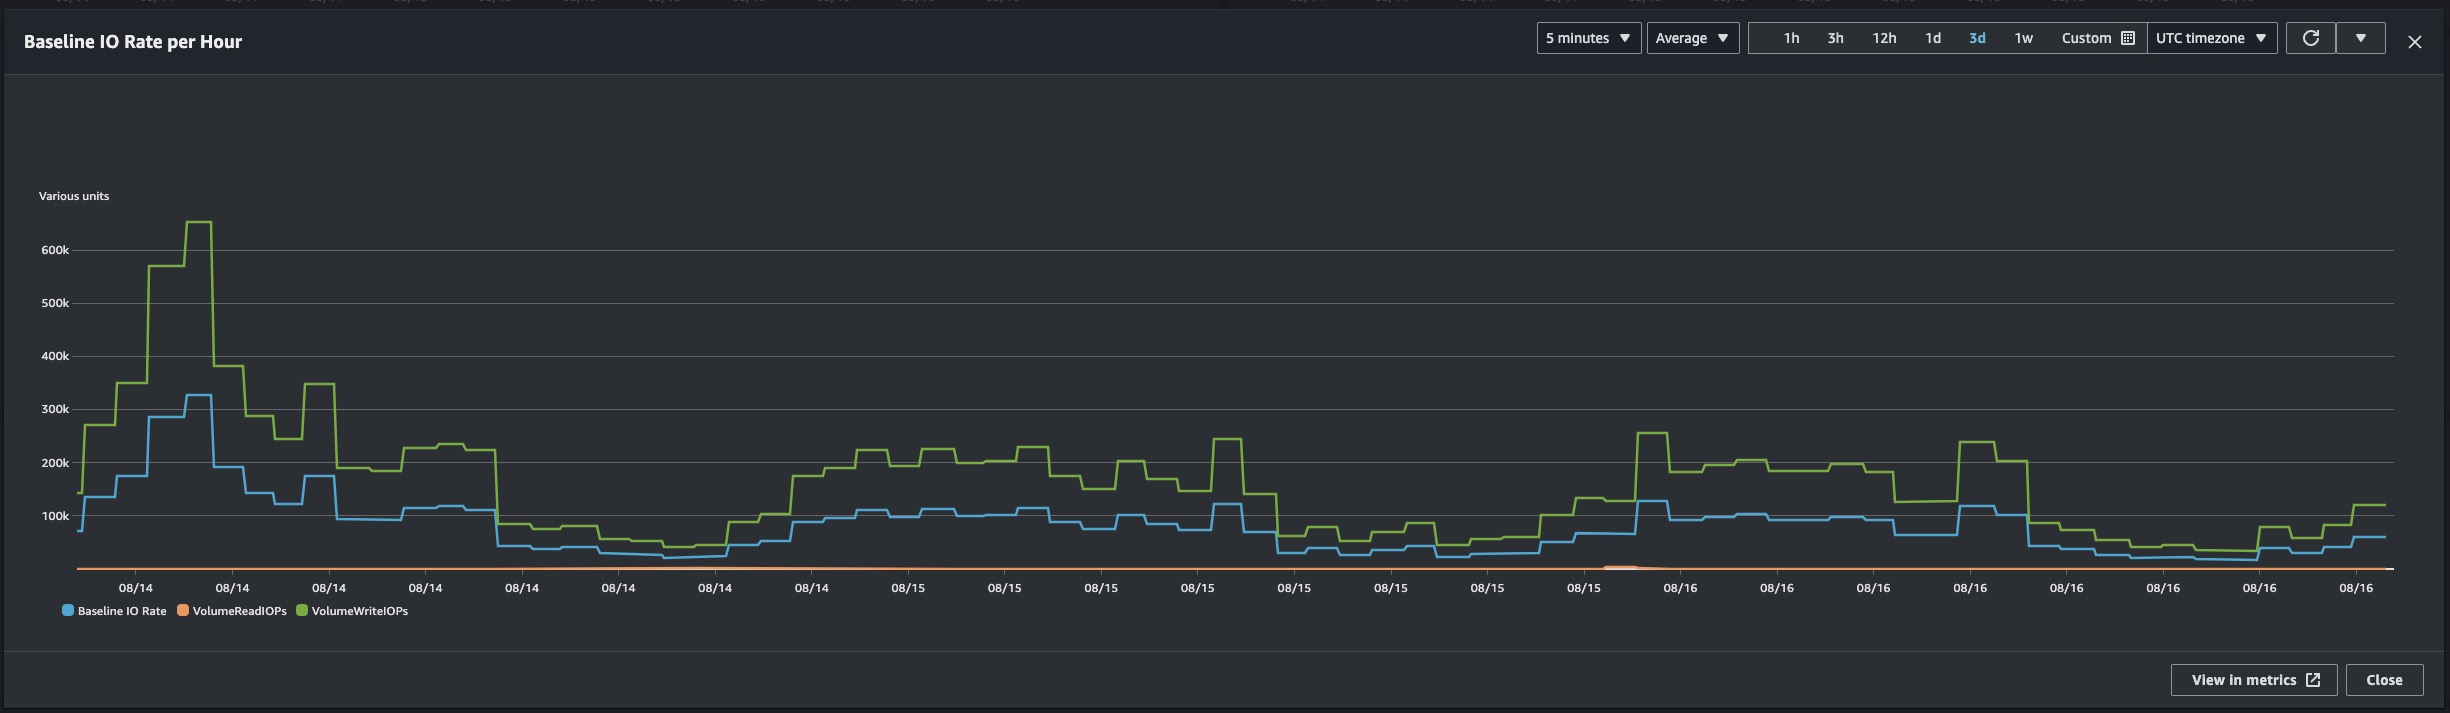 Baseline IO Rate per Hour
5 minutes ▼ Average ▼ 1h 3h 12h 1d 3d 1w Custom UTC timezone ▼
Various units
600k
500k
400k
300k
200k
100k
08/14 08/14 08/14 08/14 08/14 08/14 08/14 08/14 08/15 08/15 08/15 08/15 08/15 08/15 08/15 08/15 08/16 08/16 08/16 08/16 08/16 08/16 08/16 08/16
Baseline IO Rate VolumeReadIOPs VolumeWriteIOPs
View in metrics Close